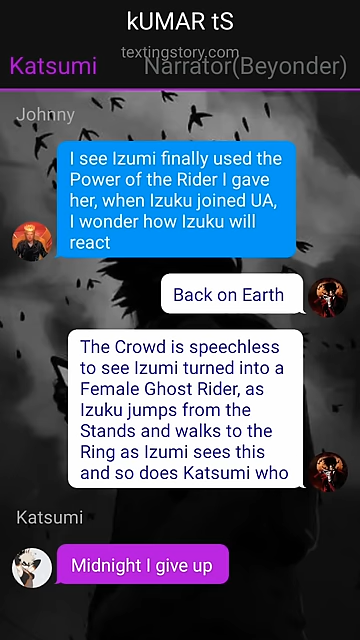 kUMAR tS
textingstory.com
Katsumi
Narrator(Beyonder)
Johnny
I see Izumi finally used the
Power of the Rider I gave
her, when Izuku joined UA,
I wonder how Izuku will
react
Back on Earth
The Crowd is speechless
to see Izumi turned into a
Female Ghost Rider, as
Izuku jumps from the
Stands and walks to the
Ring as Izumi sees this
and so does Katsumi who
Katsumi
Midnight I give up